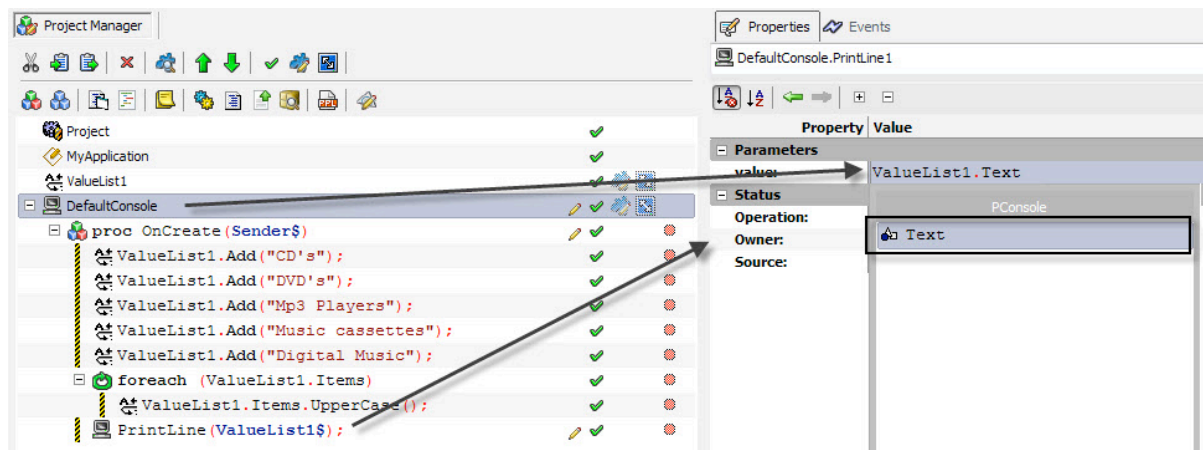 Project Manager
Project
MyApplication
ValueList1
DefaultConsole
proc OnCreate(Sender$)
ValueList1.Add("CD's");
ValueList1.Add("DVD's");
ValueList1.Add("Mp3 Players");
ValueList1.Add("Music cassettes");
ValueList1.Add("Digital Music");
foreach (ValueList1.Items)
ValueList1.Items.UpperCase();
PrintLine(ValueList1$);
Properties
Events
DefaultConsole.PrintLine1
Property Value
Parameters
value: ValueList1.Text
Status
PConsole
Operation:
Text
Owner:
Source: